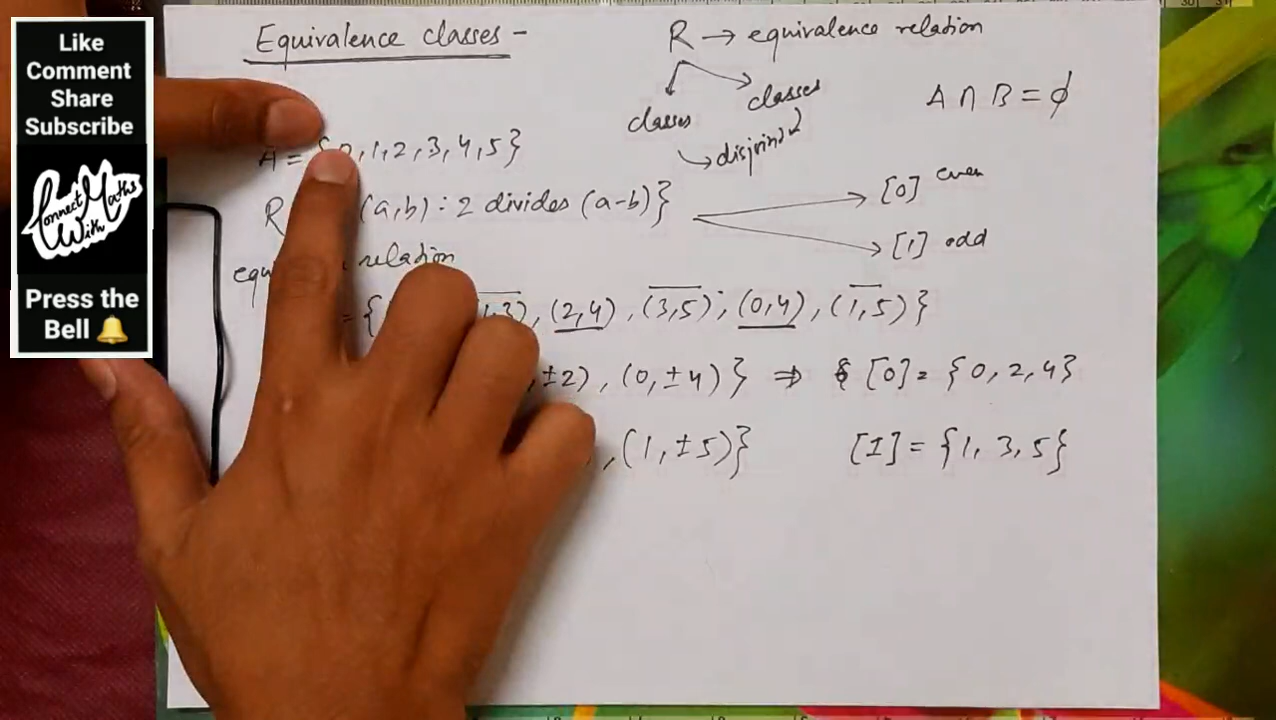 Like
Comment
Share
Subscribe
Connect
With Maths
Press the
Bell 🔔
Equivalence classes -
R → equivalence relation
classes classes
disjoint
A ∩ B = ϕ
A = {0, 1, 2, 3, 4, 5}
R (a,b) : 2 divides (a-b)}
[0] even
[1] odd
relation
= { ,3), (2,4), (3,5), (0,4), (1,5)}
±2), (0, ±4)} ⇒ [0] = {0, 2, 4}
, (1, ±5)} [1] = {1, 3, 5}